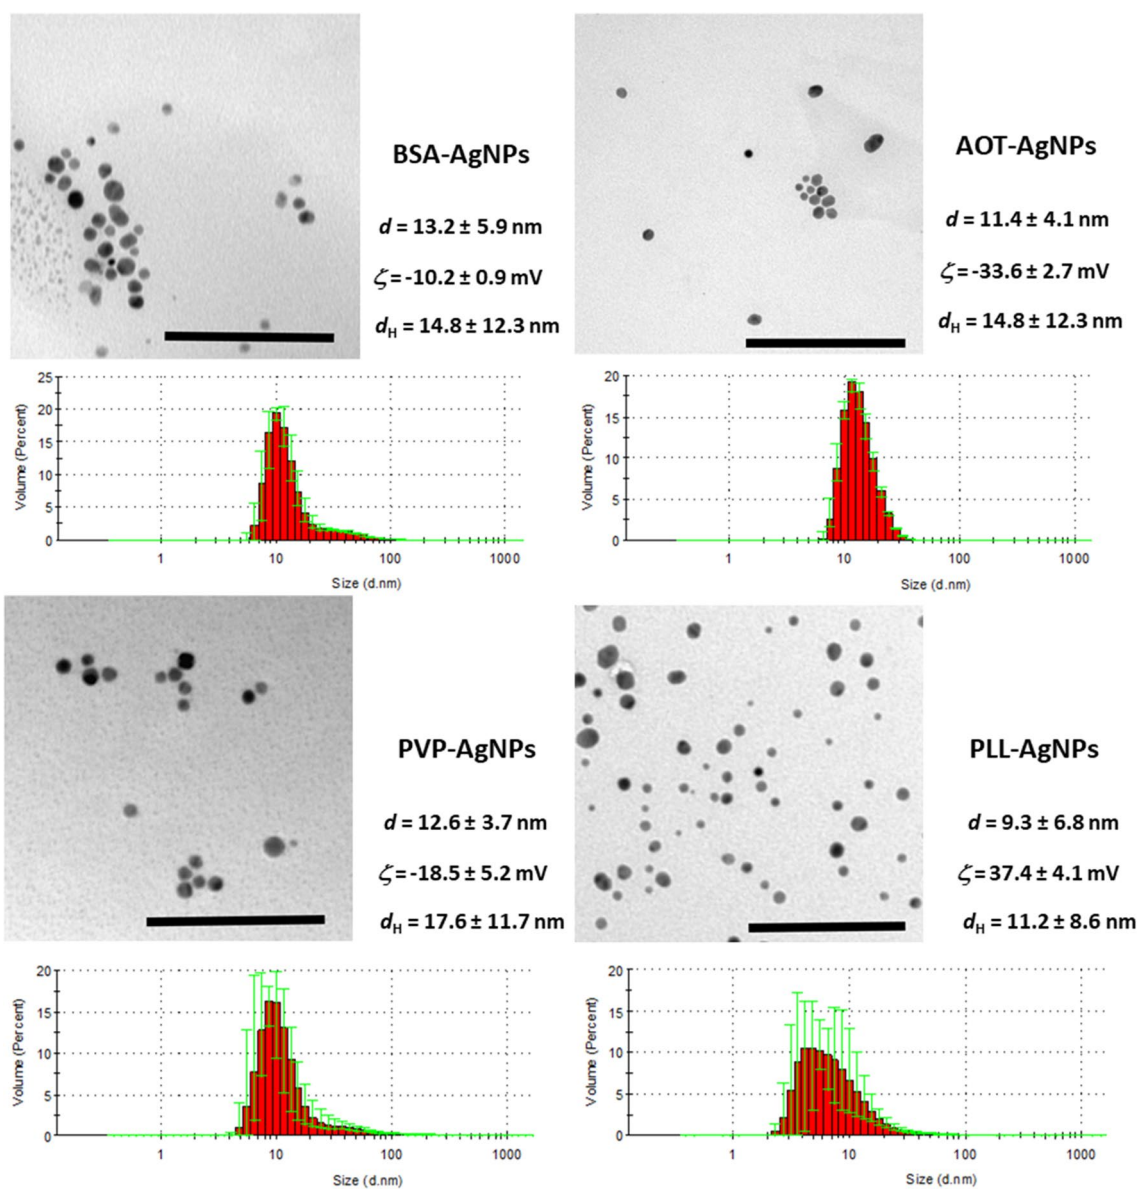 BSA-AgNPs
d = 13.2 ± 5.9 nm
ζ = -10.2 ± 0.9 mV
dH = 14.8 ± 12.3 nm
AOT-AgNPs
d = 11.4 ± 4.1 nm
ζ = -33.6 ± 2.7 mV
dH = 14.8 ± 12.3 nm
Volume (Percent)
25
20
15
10
5
0
1
10
100
1000
Size (d.nm)
Volume (Percent)
20
15
10
5
0
1
10
100
1000
Size (d.nm)
PVP-AgNPs
d = 12.6 ± 3.7 nm
ζ = -18.5 ± 5.2 mV
dH = 17.6 ± 11.7 nm
PLL-AgNPs
d = 9.3 ± 6.8 nm
ζ = 37.4 ± 4.1 mV
dH = 11.2 ± 8.6 nm
Volume (Percent)
20
15
10
5
0
1
10
100
1000
Size (d.nm)
Volume (Percent)
20
15
10
5
0
1
10
100
1000
Size (d.nm)